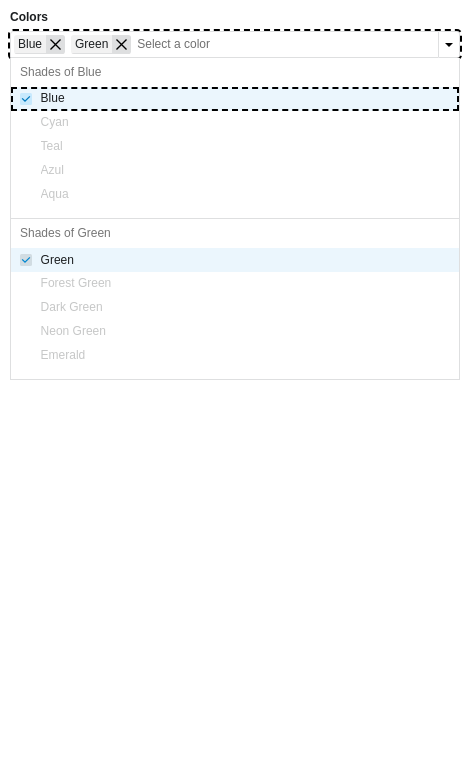 Colors
Blue Green Select a color
Shades of Blue
Blue
Cyan
Teal
Azul
Aqua
Shades of Green
Green
Forest Green
Dark Green
Neon Green
Emerald